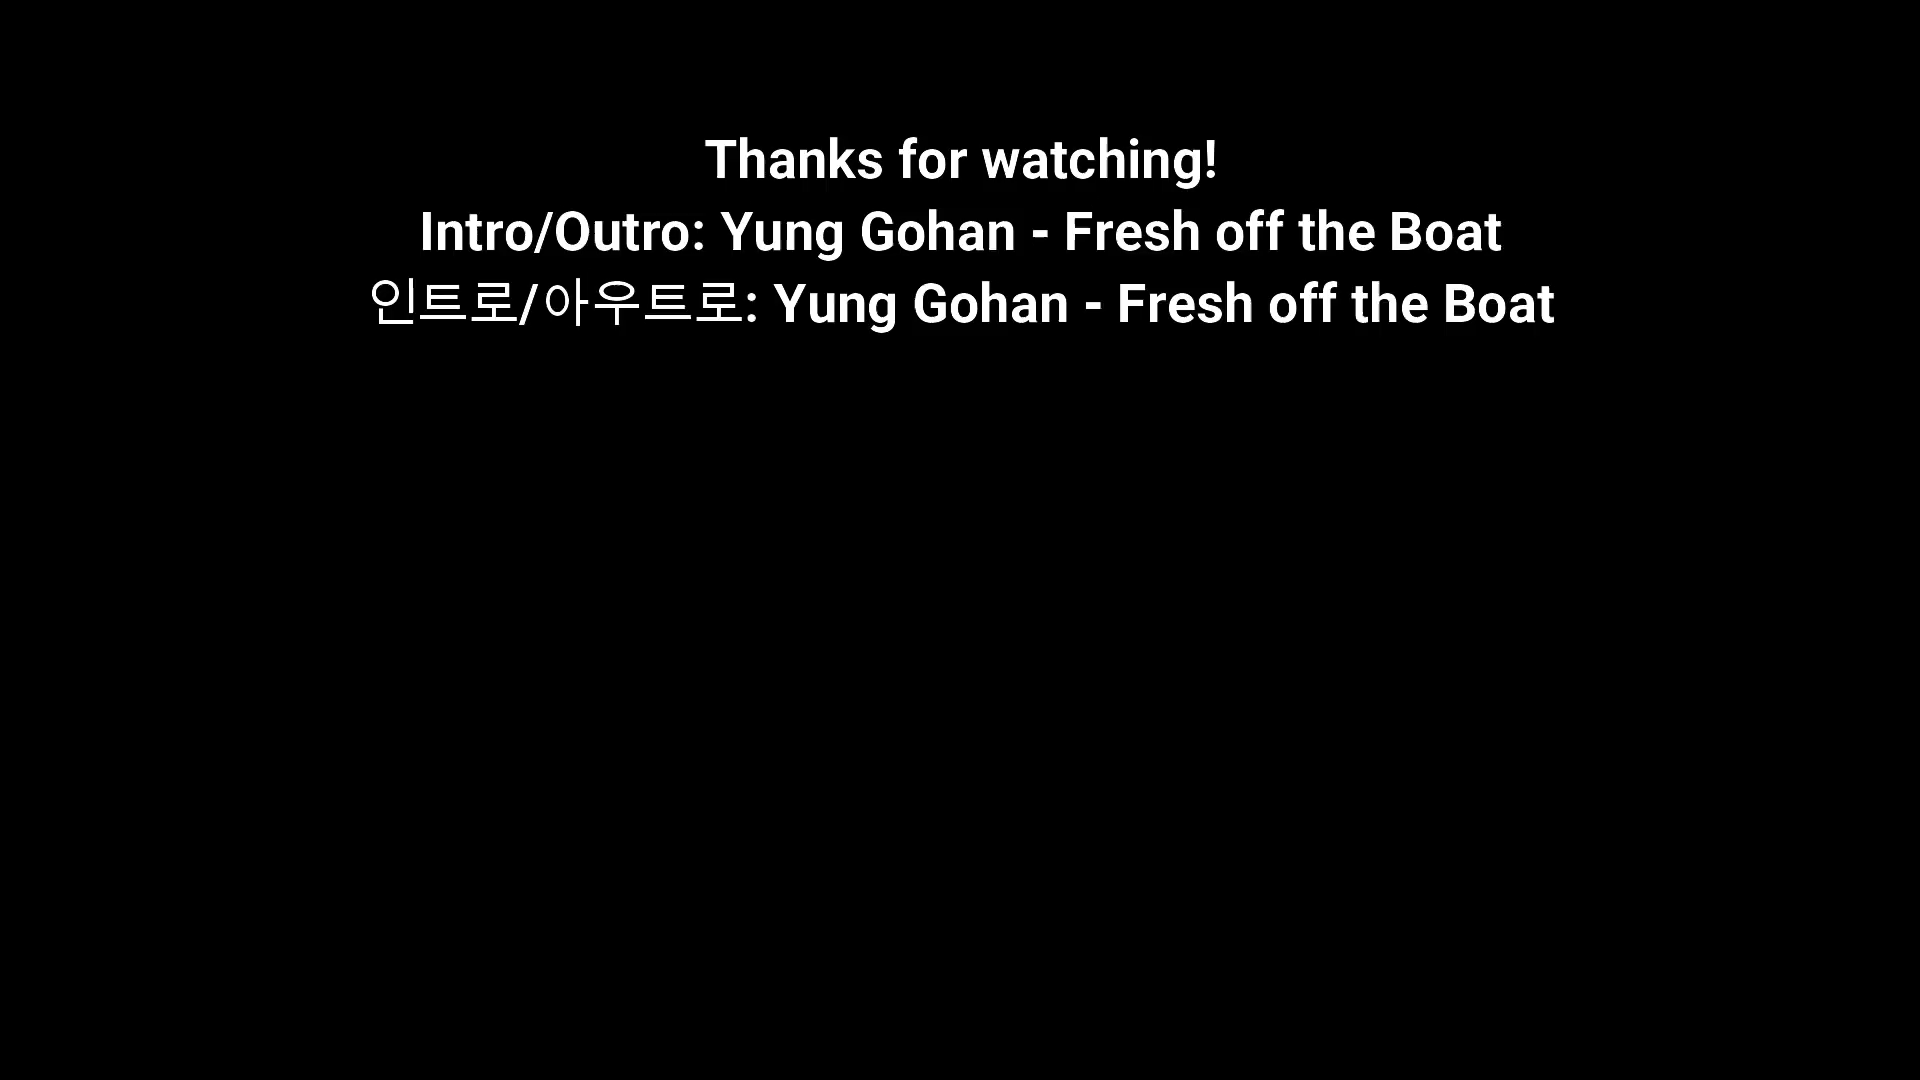 Thanks for watching!
Intro/Outro: Yung Gohan - Fresh off the Boat
인트로/아우트로: Yung Gohan - Fresh off the Boat